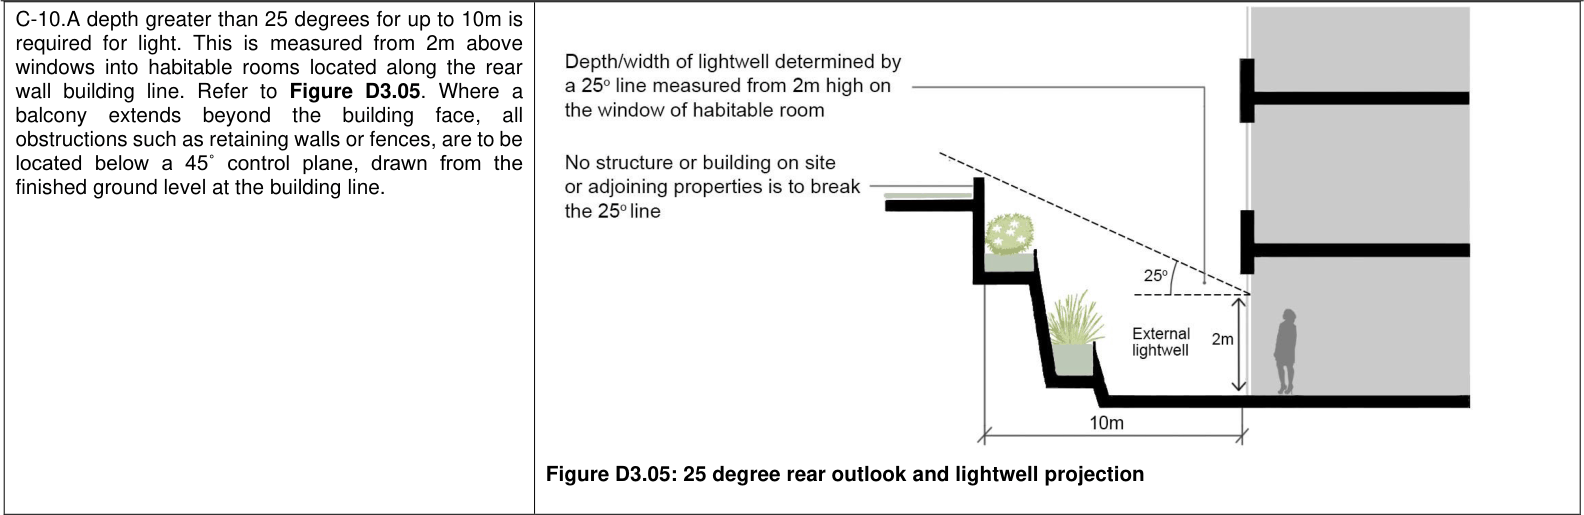 C-10.A depth greater than 25 degrees for up to 10m is
required for light. This is measured from 2m above
windows into habitable rooms located along the rear
wall building line. Refer to Figure D3.05. Where a
balcony extends beyond the building face, all
obstructions such as retaining walls or fences, are to be
located below a 45˚ control plane, drawn from the
finished ground level at the building line.
Depth/width of lightwell determined by
a 25º line measured from 2m high on
the window of habitable room
No structure or building on site
or adjoining properties is to break
the 25º line
25º
External
lightwell
2m
10m
Figure D3.05: 25 degree rear outlook and lightwell projection